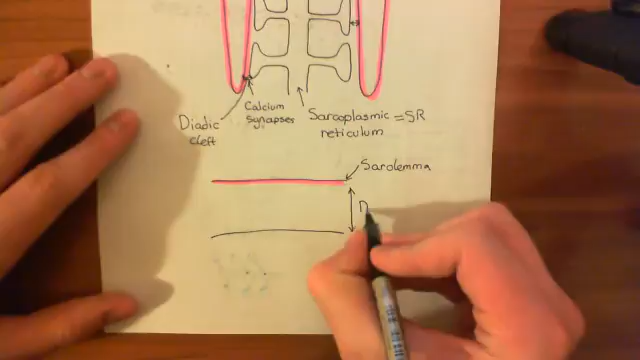 Diadic
cleft
Calcium
synapses
Sarcoplasmic = SR
reticulum
Sarolemma
D